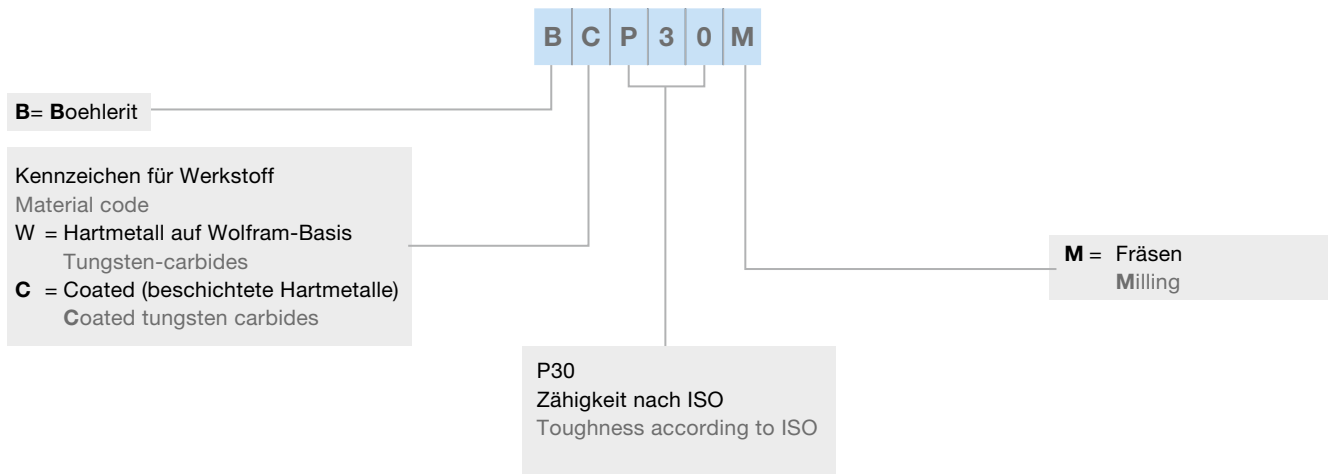 B C P 3 0 M
B= Boehlerit
Kennzeichen für Werkstoff
Material code
W = Hartmetall auf Wolfram-Basis
Tungsten-carbides
C = Coated (beschichtete Hartmetalle)
Coated tungsten carbides
M = Fräsen
Milling
P30
Zähigkeit nach ISO
Toughness according to ISO